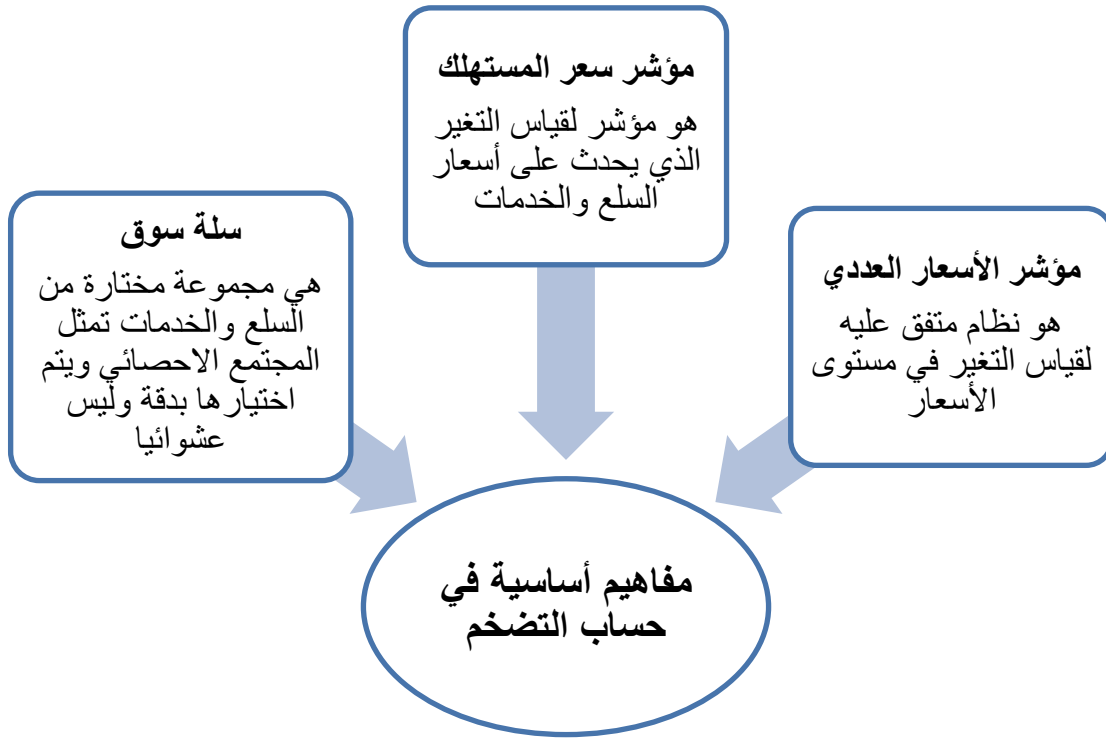 مؤشر سعر المستهلك
هو مؤشر لقياس التغير
الذي يحدث على أسعار
السلع والخدمات
مؤشر الأسعار العددي
هو نظام متفق عليه
لقياس التغير في مستوى
الأسعار
سلة سوق
هي مجموعة مختارة من
السلع والخدمات تمثل
المجتمع الاحصائي ويتم
اختيارها بدقة وليس
عشوائيا
مفاهيم أساسية في
حساب التضخم